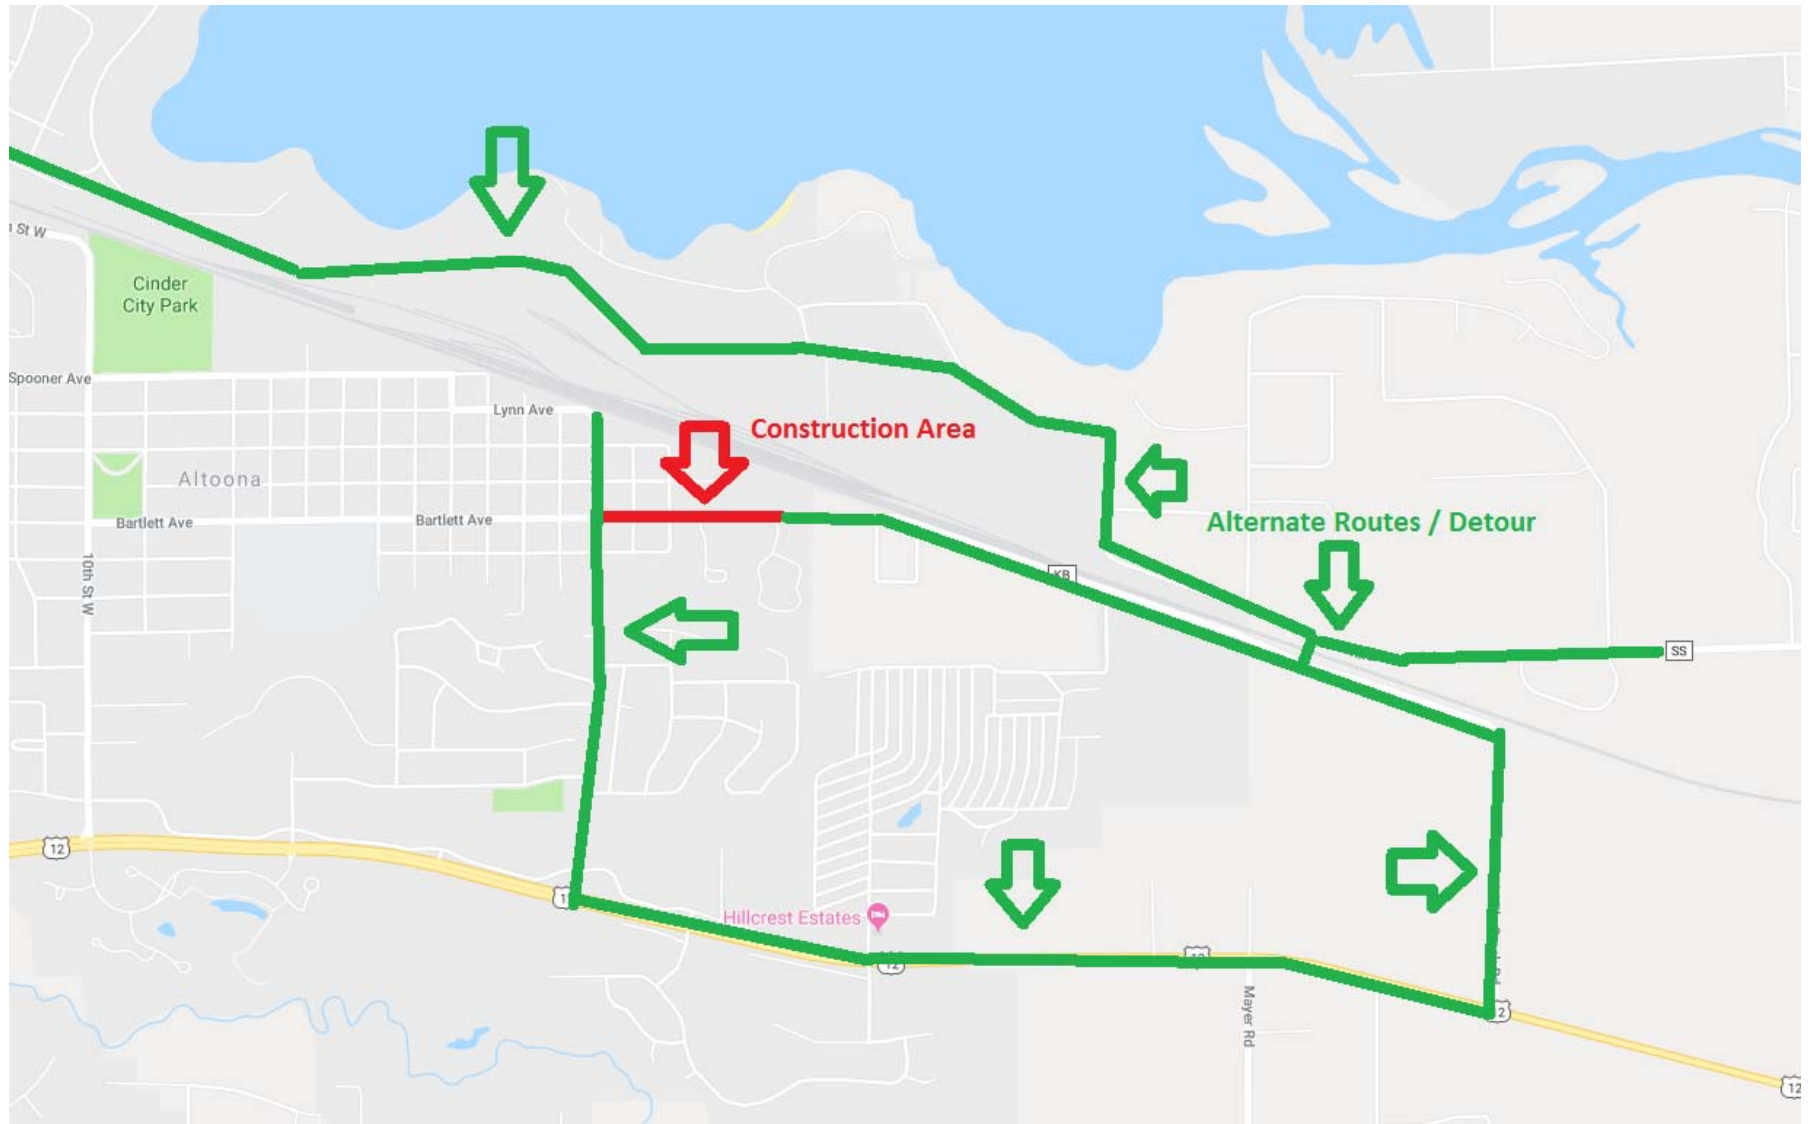 St W
Cinder
City Park
Spooner Ave
Lynn Ave
Construction Area
Altoona
Alternate Routes / Detour
Bartlett Ave
Bartlett Ave
10th St W
KB
SS
12
Hillcrest Estates
12
12
Mayer Rd
2
12